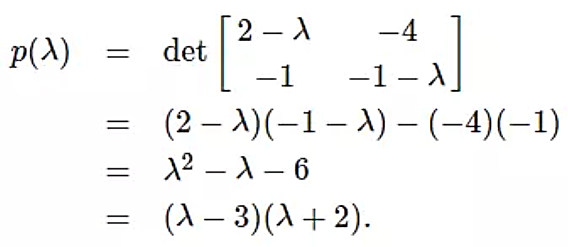 p(λ) = det [ 2 − λ −4
−1 −1 − λ ]
= (2 − λ)(−1 − λ) − (−4)(−1)
= λ² − λ − 6
= (λ − 3)(λ + 2).